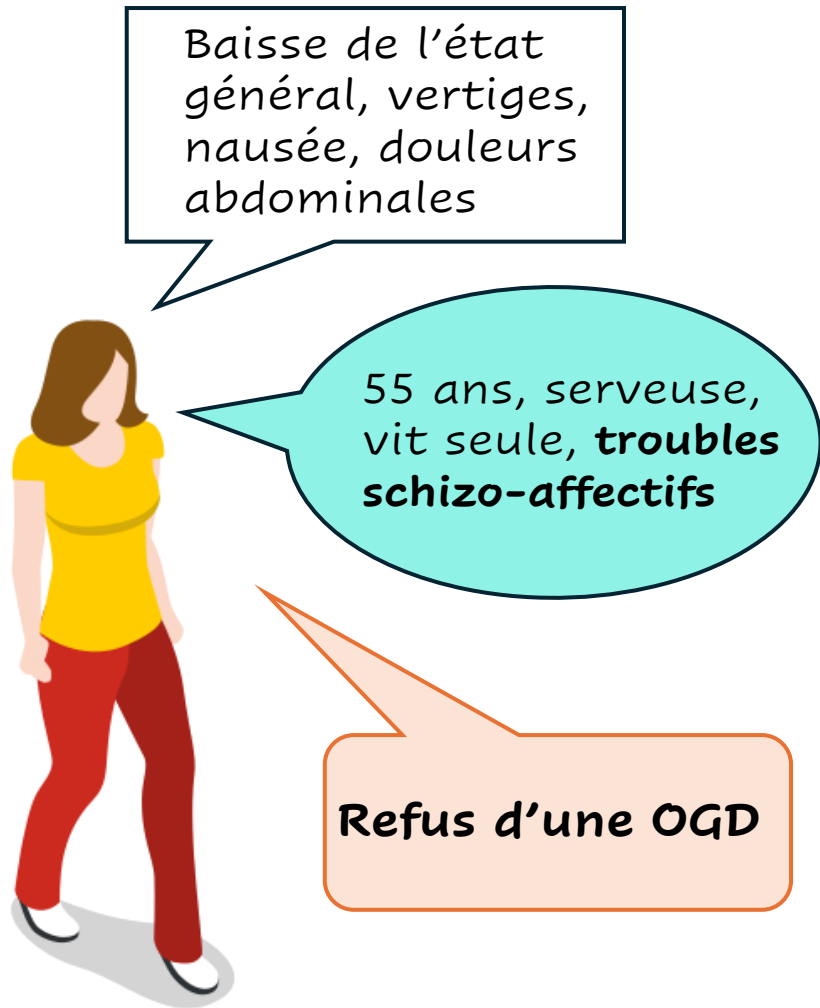 Baisse de l’état
général, vertiges,
nausée, douleurs
abdominales
55 ans, serveuse,
vit seule, troubles
schizo-affectifs
Refus d’une OGD